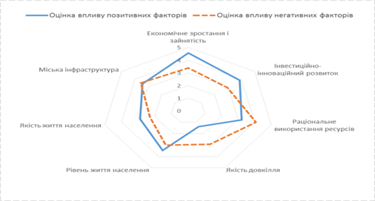 Оцінка впливу позитивних факторів Оцінка впливу негативних факторів
Економічне зростання і
зайнятість
5
4
3
2
1
0
Інвестиційно-
інноваційний розвиток
Раціональне
використання ресурсів
Якість довкілля
Рівень життя населення
Якість життя населення
Міська інфраструктура